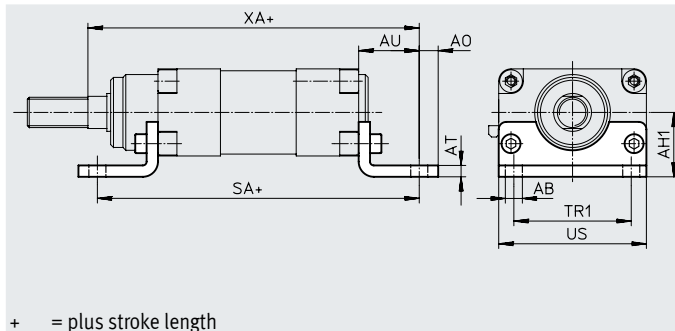 XA+
AU
AO
AT
SA+
AH1
AB
TR1
US
+ = plus stroke length